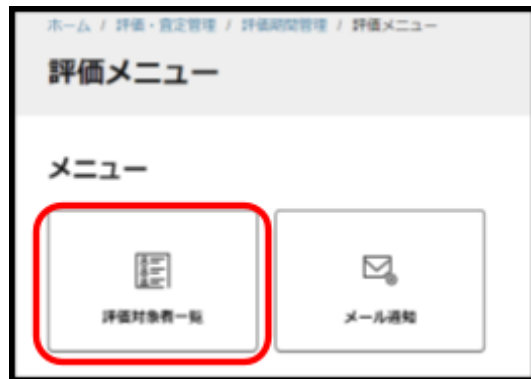 ホーム / 評価・査定管理 / 評価期間管理 / 評価メニュー
評価メニュー
メニュー
評価対象者一覧
メール通知